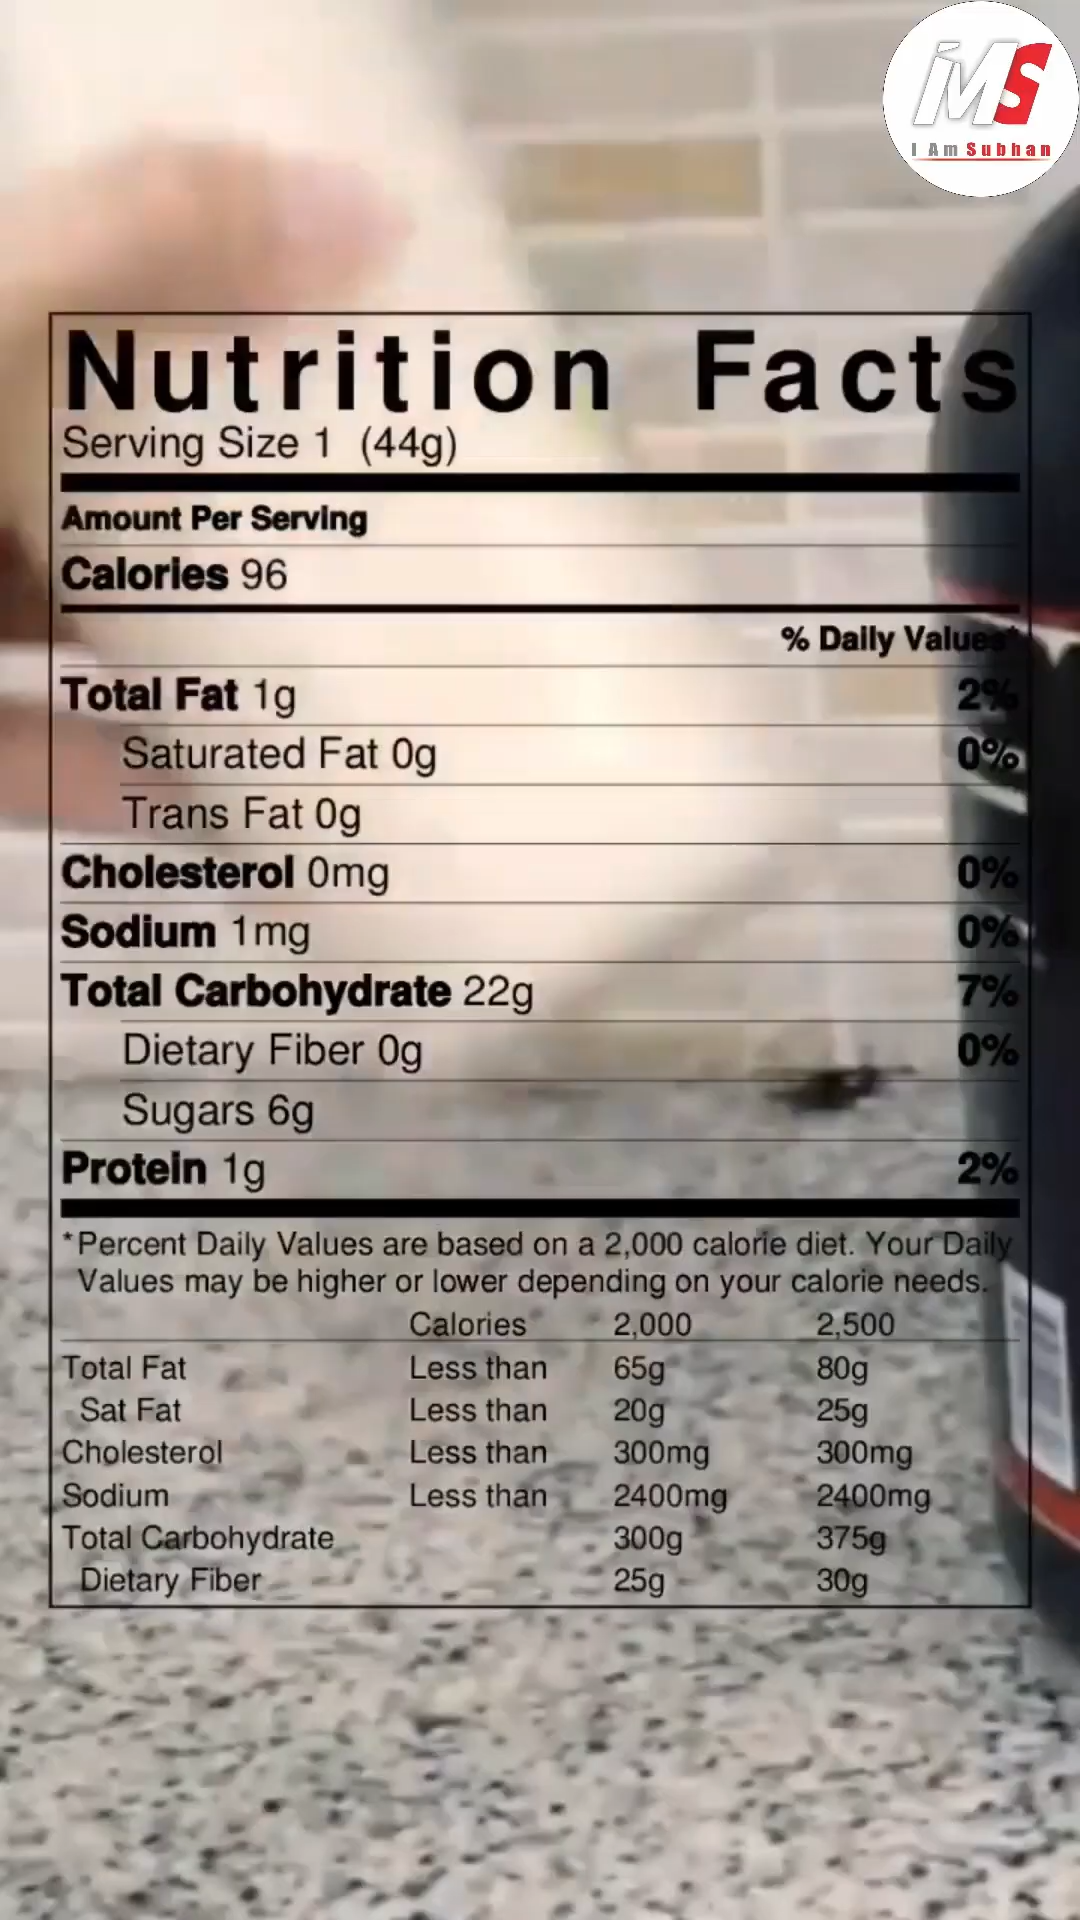 iMS
I Am Subhan
Nutrition Facts
Serving Size 1 (44g)
Amount Per Serving
Calories 96
% Daily Values*
Total Fat 1g 2%
Saturated Fat 0g 0%
Trans Fat 0g
Cholesterol 0mg 0%
Sodium 1mg 0%
Total Carbohydrate 22g 7%
Dietary Fiber 0g 0%
Sugars 6g
Protein 1g 2%
*Percent Daily Values are based on a 2,000 calorie diet. Your Daily
Values may be higher or lower depending on your calorie needs.
Calories 2,000 2,500
Total Fat Less than 65g 80g
Sat Fat Less than 20g 25g
Cholesterol Less than 300mg 300mg
Sodium Less than 2400mg 2400mg
Total Carbohydrate 300g 375g
Dietary Fiber 25g 30g